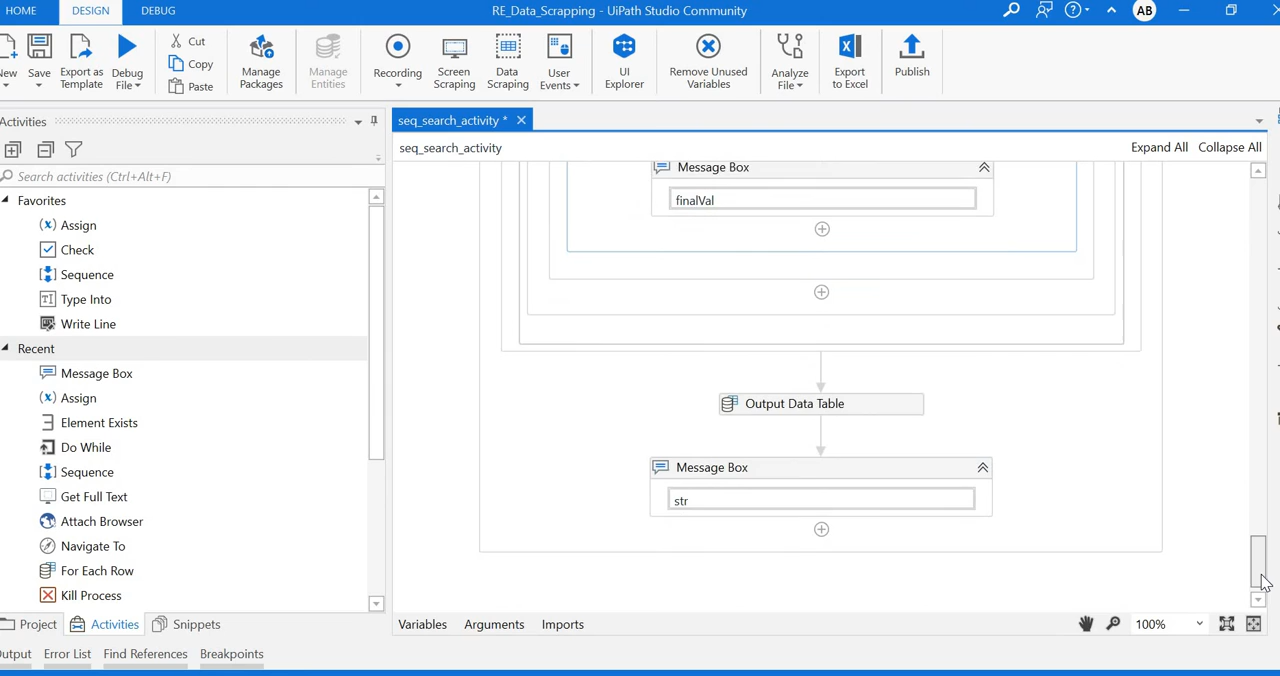 HOME DESIGN DEBUG RE_Data_Scrapping - UiPath Studio Community AB
Cut
Copy
Paste
New Save Export as Template Debug File Manage Packages Manage Entities Recording Screen Scraping Data Scraping User Events UI Explorer Remove Unused Variables Analyze File Export to Excel Publish
Activities
seq_search_activity *
seq_search_activity Expand All Collapse All
Search activities (Ctrl+Alt+F)
Favorites
Assign
Check
Sequence
Type Into
Write Line
Recent
Message Box
Assign
Element Exists
Do While
Sequence
Get Full Text
Attach Browser
Navigate To
For Each Row
Kill Process
Message Box
finalVal
Output Data Table
Message Box
str
Project Activities Snippets
Variables Arguments Imports 100%
Output Error List Find References Breakpoints